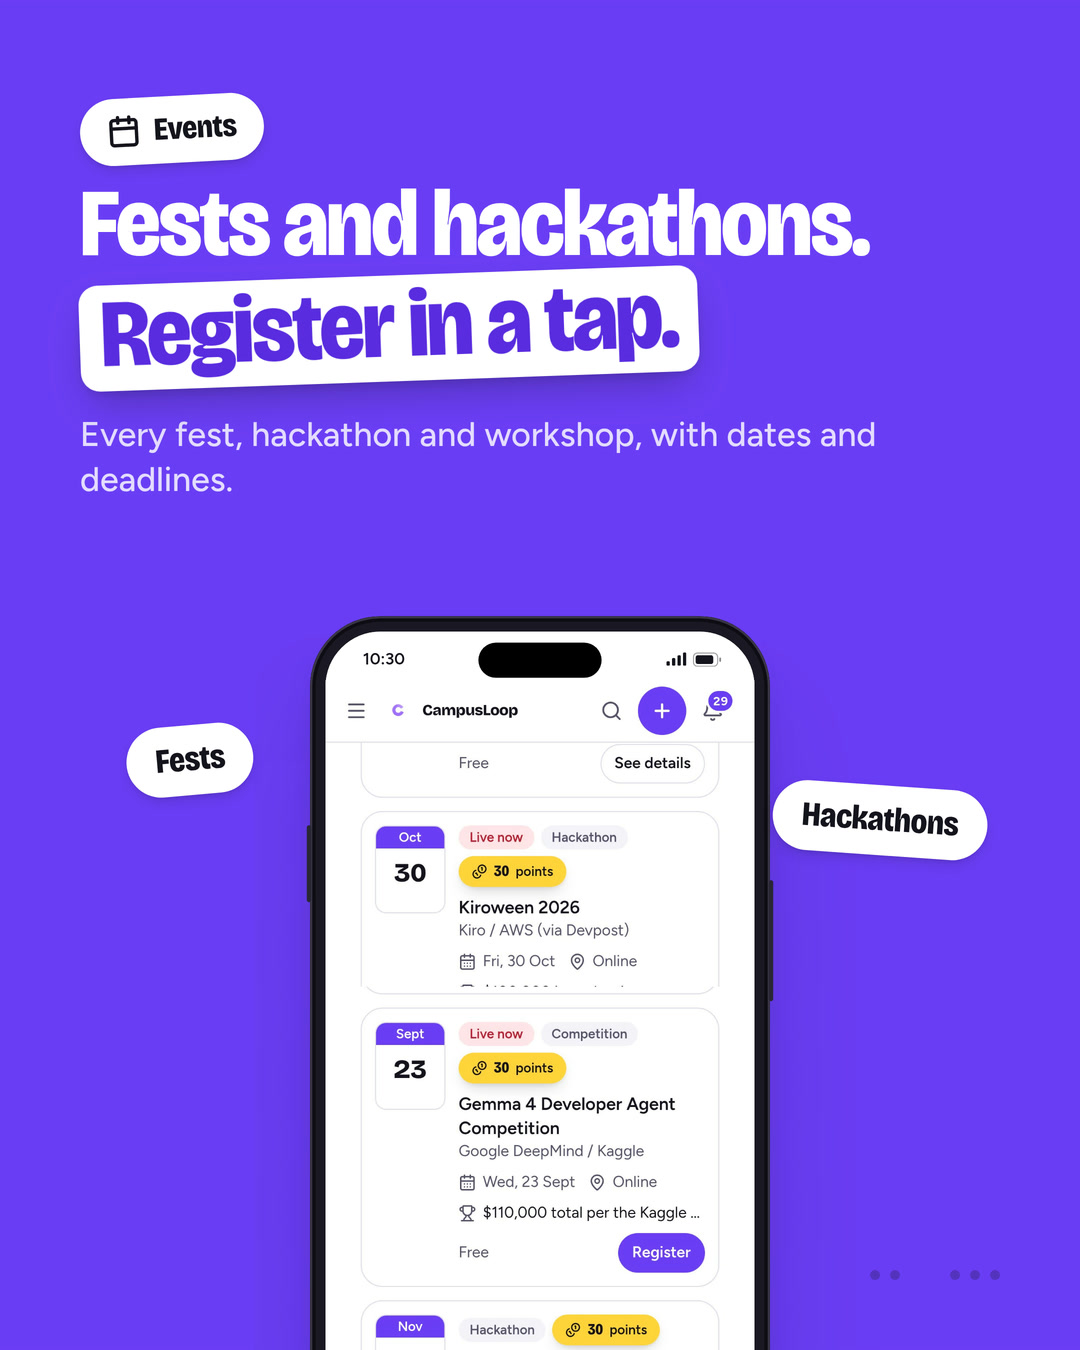 Events
Fests and hackathons.
Register in a tap.
Every fest, hackathon and workshop, with dates and
deadlines.
10:30
CampusLoop
29
Free
See details
Fests
Hackathons
Oct
30
Live now
Hackathon
30 points
Kiroween 2026
Kiro / AWS (via Devpost)
Fri, 30 Oct
Online
Sept
23
Live now
Competition
30 points
Gemma 4 Developer Agent
Competition
Google DeepMind / Kaggle
Wed, 23 Sept
Online
$110,000 total per the Kaggle ...
Free
Register
Nov
Hackathon
30 points